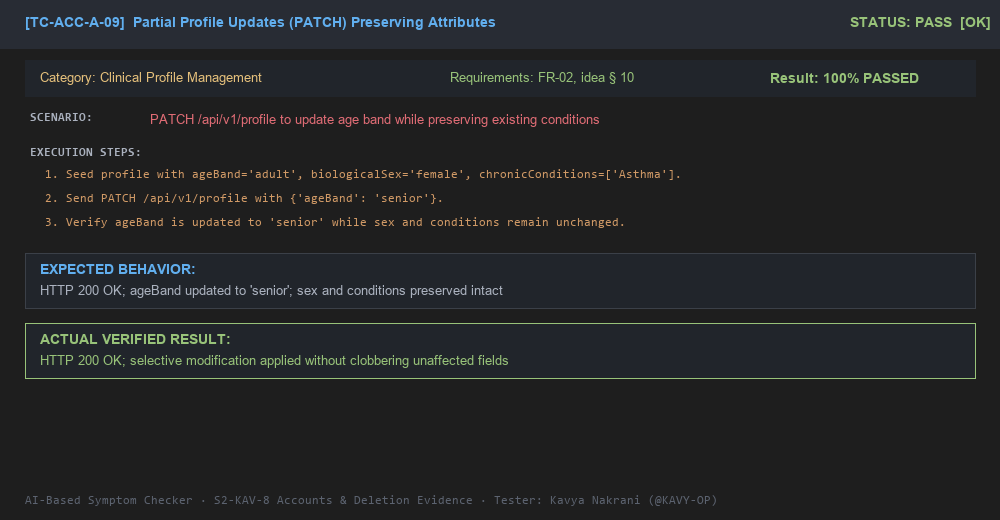 [TC-ACC-A-09]  Partial Profile Updates (PATCH) Preserving Attributes
STATUS: PASS  [OK]
Category: Clinical Profile Management
Requirements: FR-02, idea § 10
Result: 100% PASSED
SCENARIO:
PATCH /api/v1/profile to update age band while preserving existing conditions
EXECUTION STEPS:
1. Seed profile with ageBand='adult', biologicalSex='female', chronicConditions=['Asthma'].
2. Send PATCH /api/v1/profile with {'ageBand': 'senior'}.
3. Verify ageBand is updated to 'senior' while sex and conditions remain unchanged.
EXPECTED BEHAVIOR:
HTTP 200 OK; ageBand updated to 'senior'; sex and conditions preserved intact
ACTUAL VERIFIED RESULT:
HTTP 200 OK; selective modification applied without clobbering unaffected fields
AI-Based Symptom Checker · S2-KAV-8 Accounts & Deletion Evidence · Tester: Kavya Nakrani (@KAVY-OP)